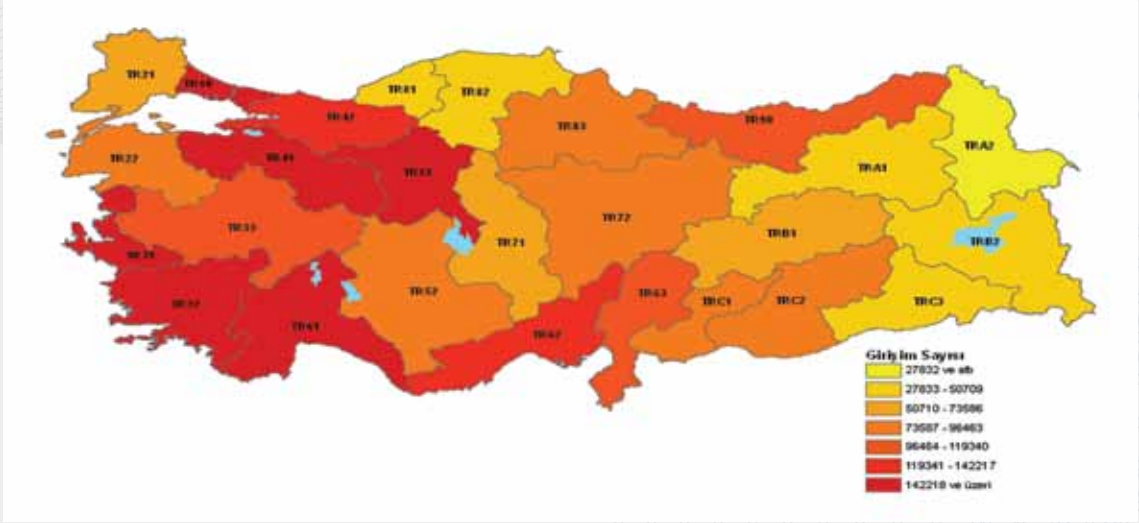 TR21
TR10
TR42
TR81
TR82
TR83
TR90
TRA2
TRA1
TR22
TR41
TR51
TR33
TR72
TR71
TRB1
TRB2
TR31
TR52
TR63
TRC1
TRC2
TRC3
TR32
TR61
TR62
Girişim Sayısı
27832 ve altı
27833 - 50709
50710 - 73586
73587 - 96463
96464 - 119340
119341 - 142217
142218 ve üzeri